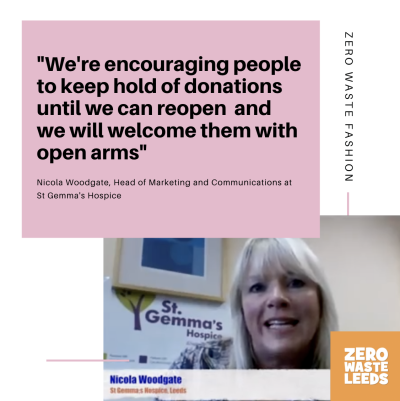 "We're encouraging people
to keep hold of donations
until we can reopen and
we will welcome them with
open arms"
Nicola Woodgate, Head of Marketing and Communications at
St Gemma's Hospice
ZERO WASTE FASHION
St.
Gemma's
Hospice
Nicola Woodgate
St Gemma's Hospice, Leeds
ZERO
WASTE
LEEDS